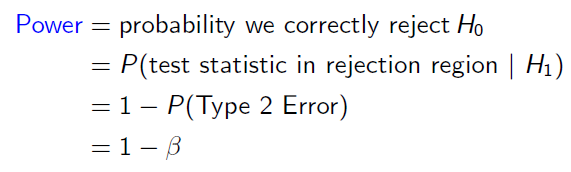 Power = probability we correctly reject H₀
= P(test statistic in rejection region | H₁)
= 1 − P(Type 2 Error)
= 1 − β